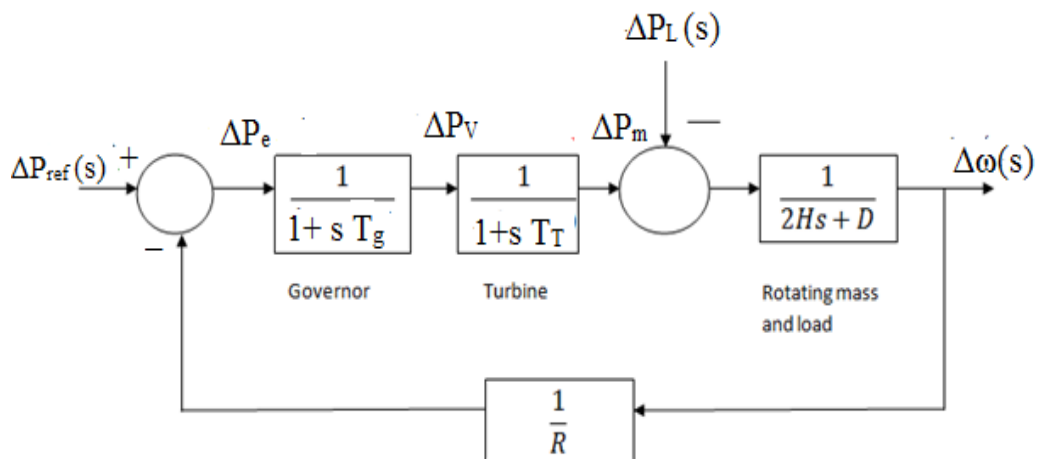 ΔP_L(s)
ΔP_e
ΔP_V
ΔP_m
—
ΔP_ref(s)
+
1
1+ s T_g
1
1+s T_T
1
2Hs + D
Δω(s)
–
Governor
Turbine
Rotating mass
and load
1
R